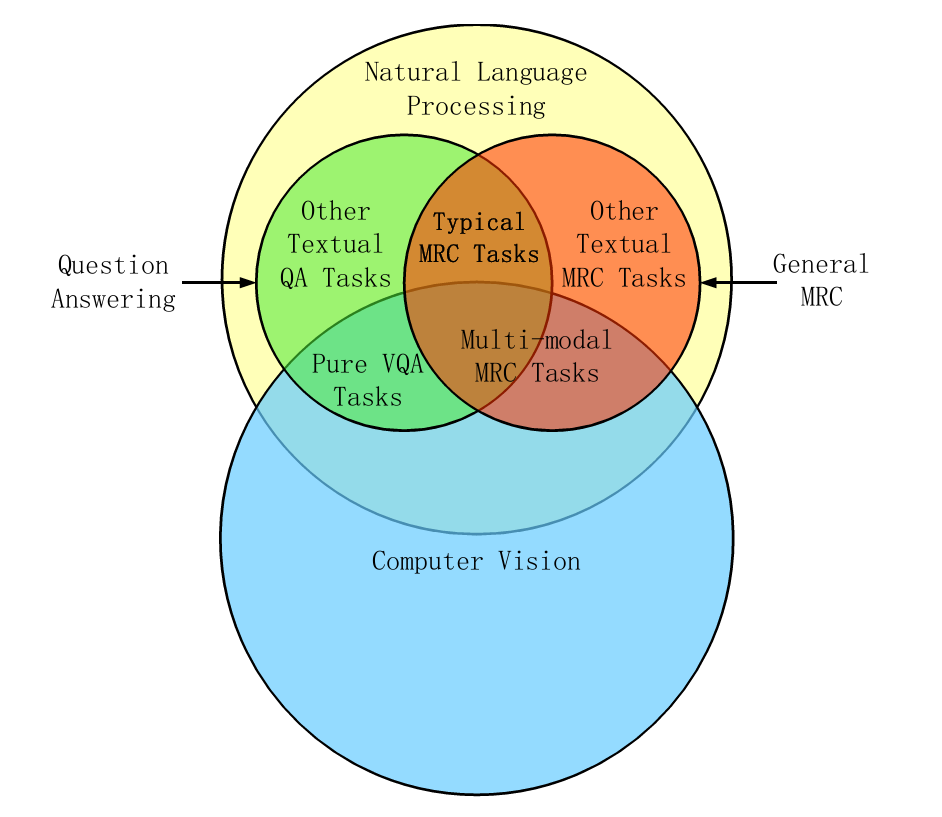 Natural Language
Processing
Other
Textual
QA Tasks
Typical
MRC Tasks
Other
Textual
MRC Tasks
Question
Answering
General
MRC
Pure VQA
Tasks
Multi-modal
MRC Tasks
Computer Vision